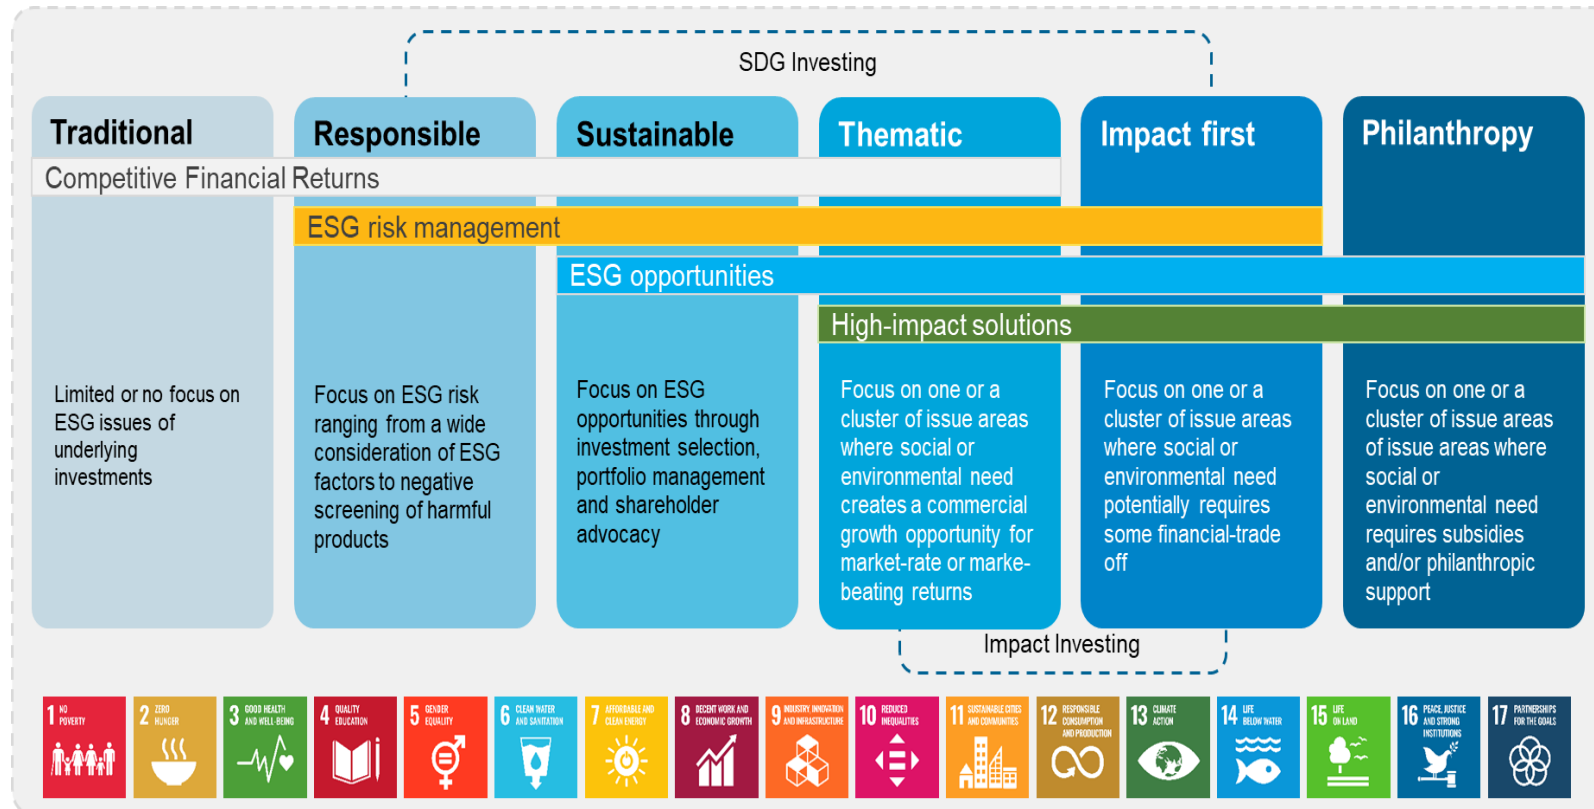 SDG Investing
Traditional
Responsible
Sustainable
Thematic
Impact first
Philanthropy
Competitive Financial Returns
ESG risk management
ESG opportunities
High-impact solutions
Limited or no focus on
ESG issues of
underlying
investments
Focus on ESG risk
ranging from a wide
consideration of ESG
factors to negative
screening of harmful
products
Focus on ESG
opportunities through
investment selection,
portfolio management
and shareholder
advocacy
Focus on one or a
cluster of issue areas
where social or
environmental need
creates a commercial
growth opportunity for
market-rate or marke-
beating returns
Focus on one or a
cluster of issue areas
where social or
environmental need
potentially requires
some financial-trade
off
Focus on one or a
cluster of issue areas
of issue areas where
social or
environmental need
requires subsidies
and/or philanthropic
support
Impact Investing
1 NO
POVERTY
2 ZERO
HUNGER
3 GOOD HEALTH
AND WELL-BEING
4 QUALITY
EDUCATION
5 GENDER
EQUALITY
6 CLEAN WATER
AND SANITATION
7 AFFORDABLE AND
CLEAN ENERGY
8 DECENT WORK AND
ECONOMIC GROWTH
9 INDUSTRY, INNOVATION
AND INFRASTRUCTURE
10 REDUCED
INEQUALITIES
11 SUSTAINABLE CITIES
AND COMMUNITIES
12 RESPONSIBLE
CONSUMPTION
AND PRODUCTION
13 CLIMATE
ACTION
14 LIFE
BELOW WATER
15 LIFE
ON LAND
16 PEACE, JUSTICE
AND STRONG
INSTITUTIONS
17 PARTNERSHIPS
FOR THE GOALS